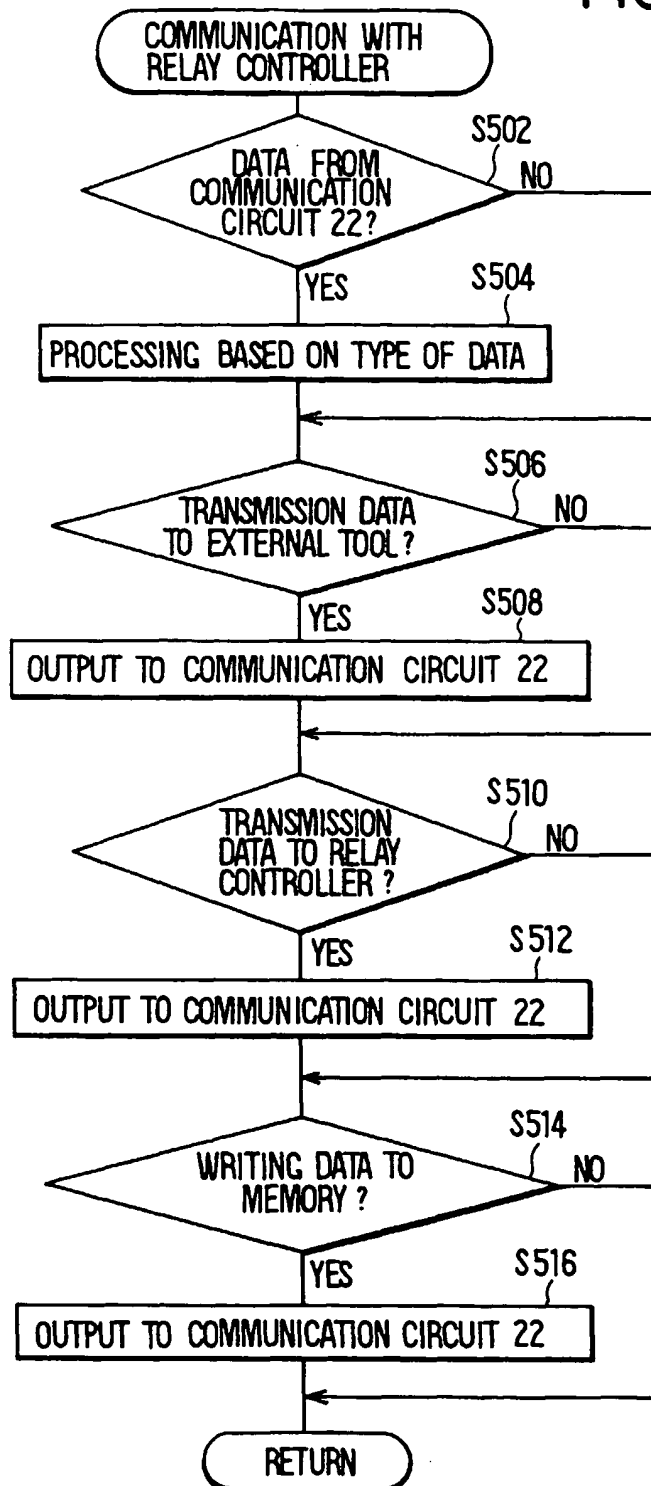 COMMUNICATION WITH
RELAY CONTROLLER
S502
DATA FROM
COMMUNICATION
CIRCUIT 22?
NO
YES
S504
PROCESSING BASED ON TYPE OF DATA
S506
TRANSMISSION DATA
TO EXTERNAL TOOL?
NO
YES
S508
OUTPUT TO COMMUNICATION CIRCUIT 22
S510
TRANSMISSION
DATA TO RELAY
CONTROLLER?
NO
YES
S512
OUTPUT TO COMMUNICATION CIRCUIT 22
S514
WRITING DATA TO
MEMORY?
NO
YES
S516
OUTPUT TO COMMUNICATION CIRCUIT 22
RETURN